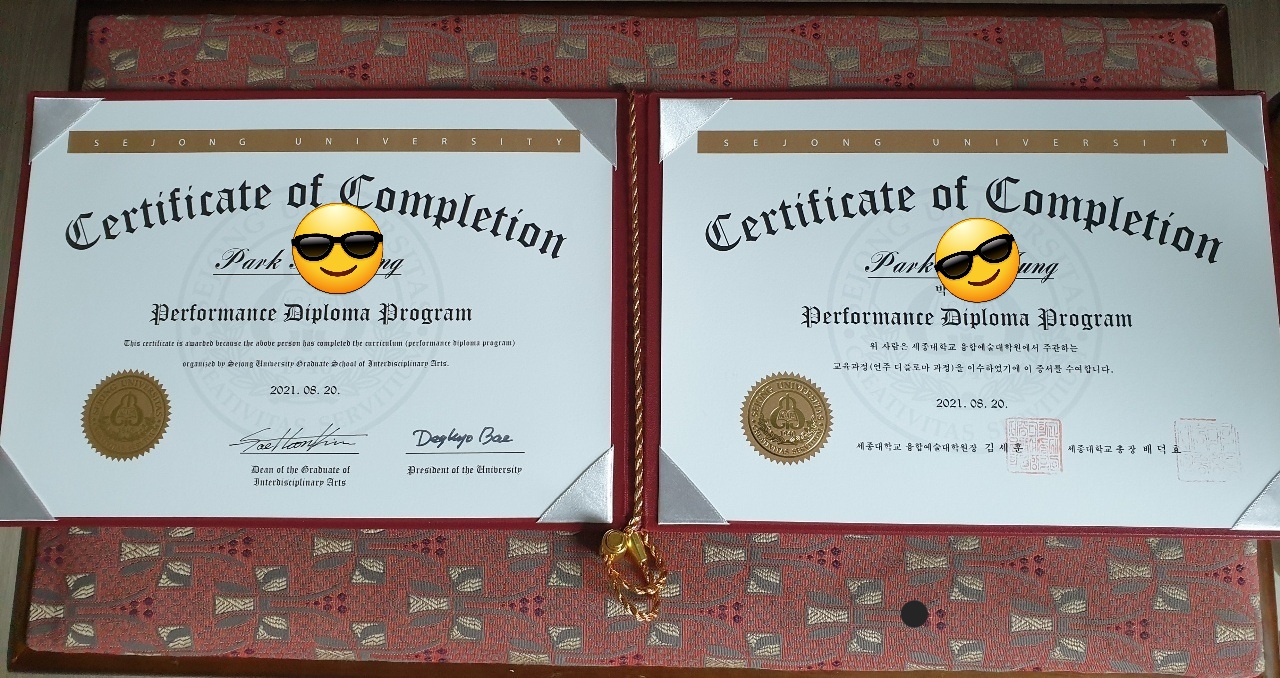 SEJONG UNIVERSITY
Certificate of Completion
Park
Performance Diploma Program
This certificate is awarded because the above person has completed the curriculum (performance diploma program)
organized by Sejong University Graduate School of Interdisciplinary Arts.
2021. 08. 20.
Degkyo Bae
Dean of the Graduate of
Interdisciplinary Arts
President of the University
SEJONG UNIVERSITY
Certificate of Completion
Park
Performance Diploma Program
위 사람은 세종대학교 융합예술대학원에서 주관하는
교육과정(연주 디플로마 과정)을 이수하였기에 이 증서를 수여합니다.
2021. 08. 20.
세종대학교 융합예술대학원장 김세훈
세종대학교 총장 배덕효